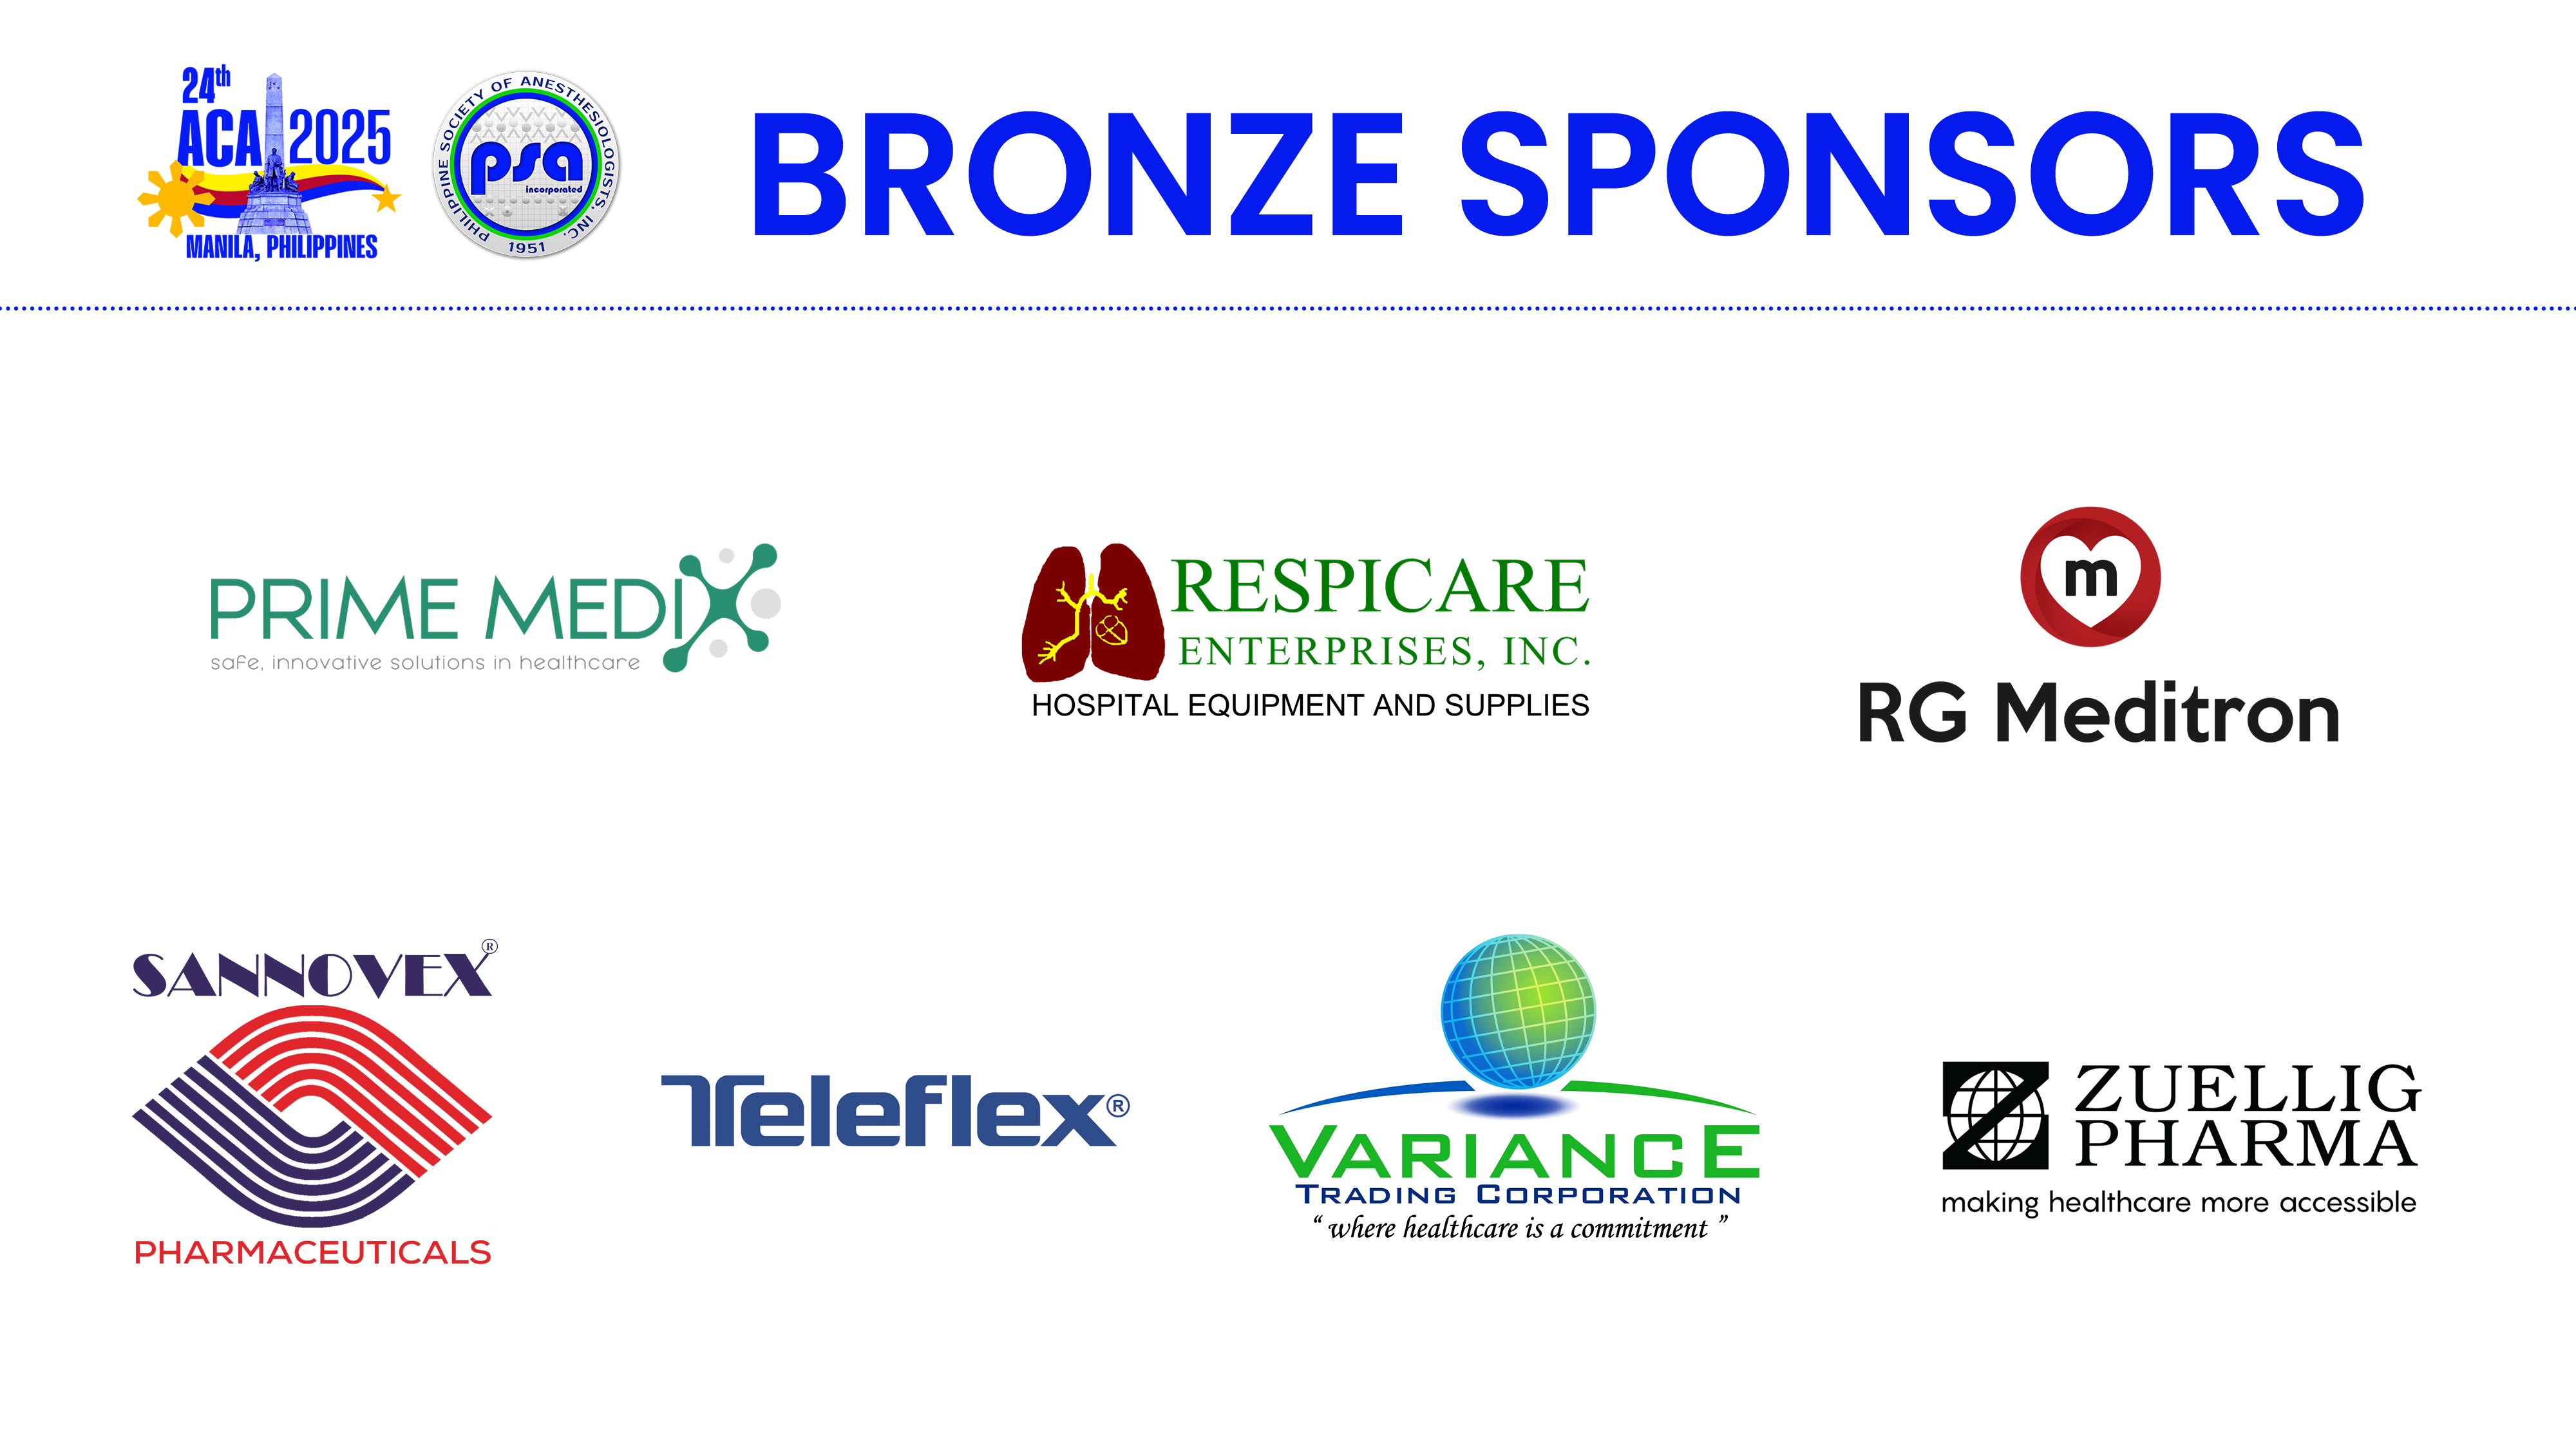 24th
ACA 2025
MANILA, PHILIPPINES
PHILIPPINE SOCIETY OF ANESTHESIOLOGISTS, INC.
psa
incorporated
1951
BRONZE SPONSORS
PRIME MEDIX
safe, innovative solutions in healthcare
RESPICARE
ENTERPRISES, INC.
HOSPITAL EQUIPMENT AND SUPPLIES
m
RG Meditron
SANNOVEX®
PHARMACEUTICALS
Teleflex®
VARIANCE
TRADING CORPORATION
“ where healthcare is a commitment ”
Z
ZUELLIG
PHARMA
making healthcare more accessible